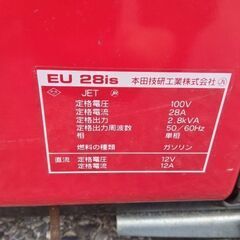 EU 28is 本田技研工業株式会社
JET
定格電圧 100V
定格電流 28A
定格出力 2.8kVA
定格出力周波数 50/60Hz
相数 単相
燃料の種類 ガソリン
直流 定格電圧 12V
定格電流 12A